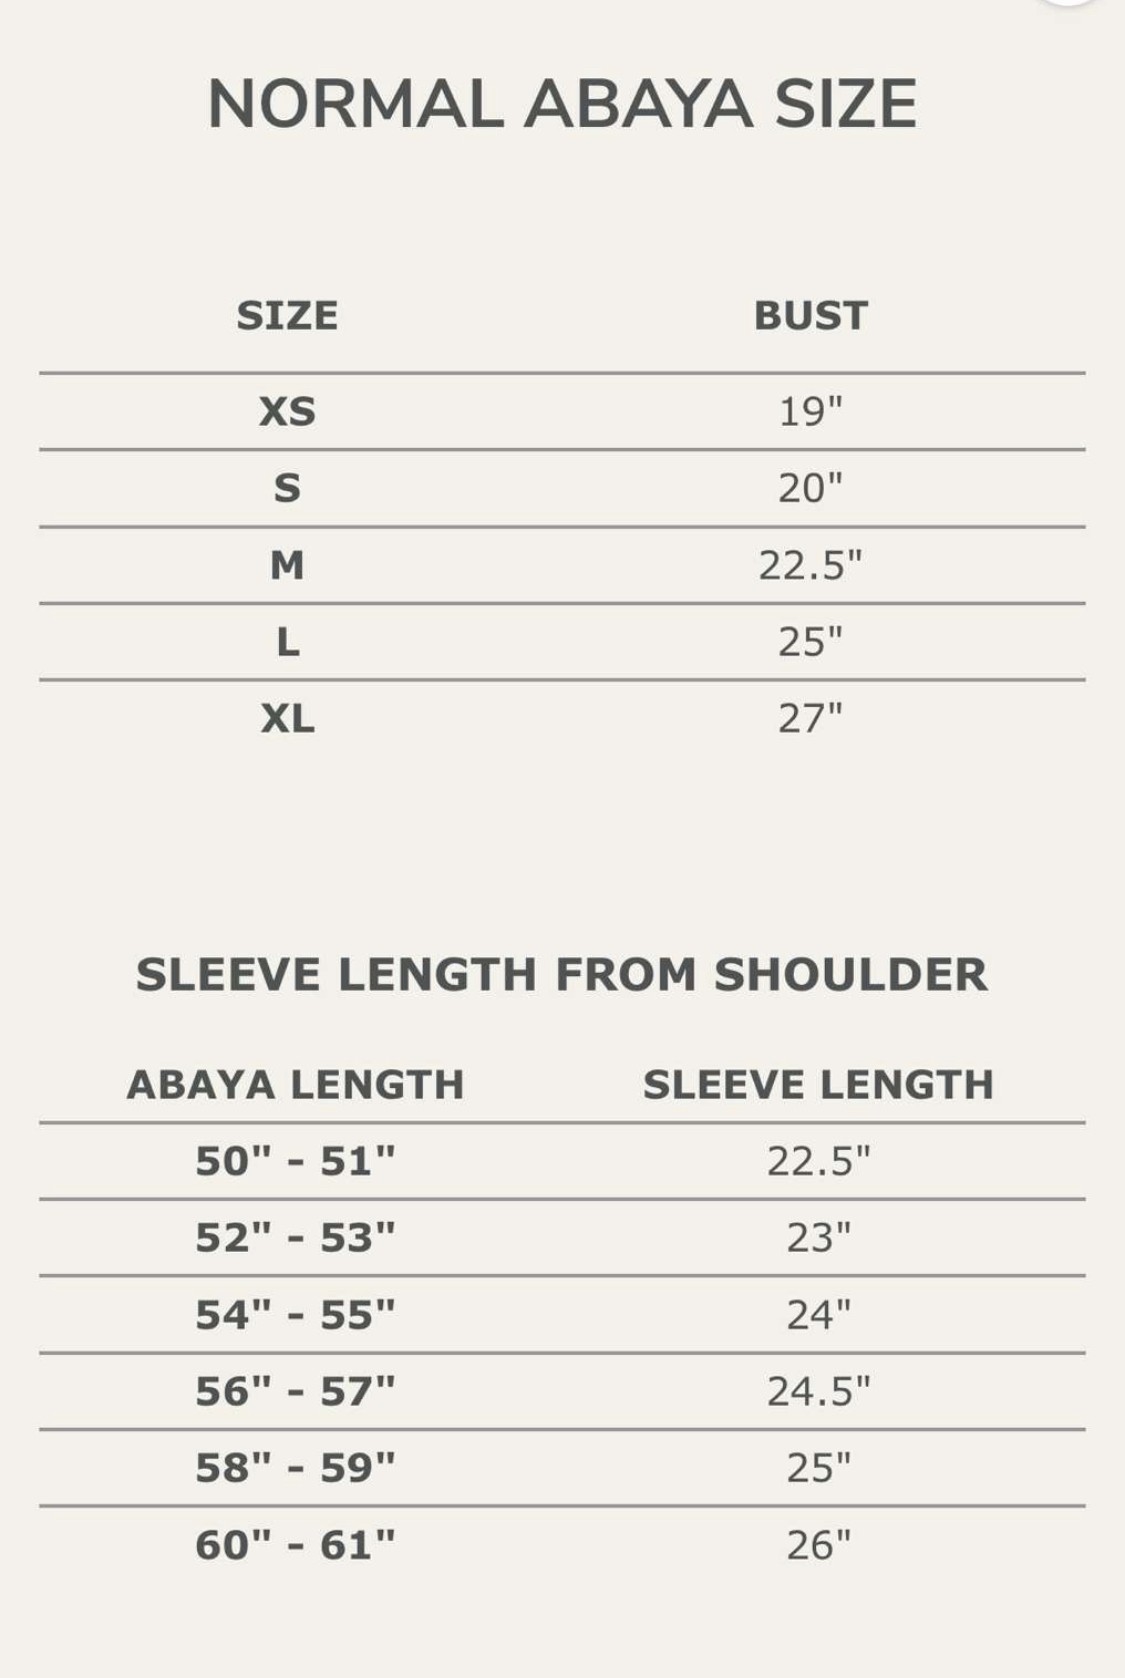 NORMAL ABAYA SIZE
SIZE BUST
XS 19"
S 20"
M 22.5"
L 25"
XL 27"
SLEEVE LENGTH FROM SHOULDER
ABAYA LENGTH SLEEVE LENGTH
50" - 51" 22.5"
52" - 53" 23"
54" - 55" 24"
56" - 57" 24.5"
58" - 59" 25"
60" - 61" 26"